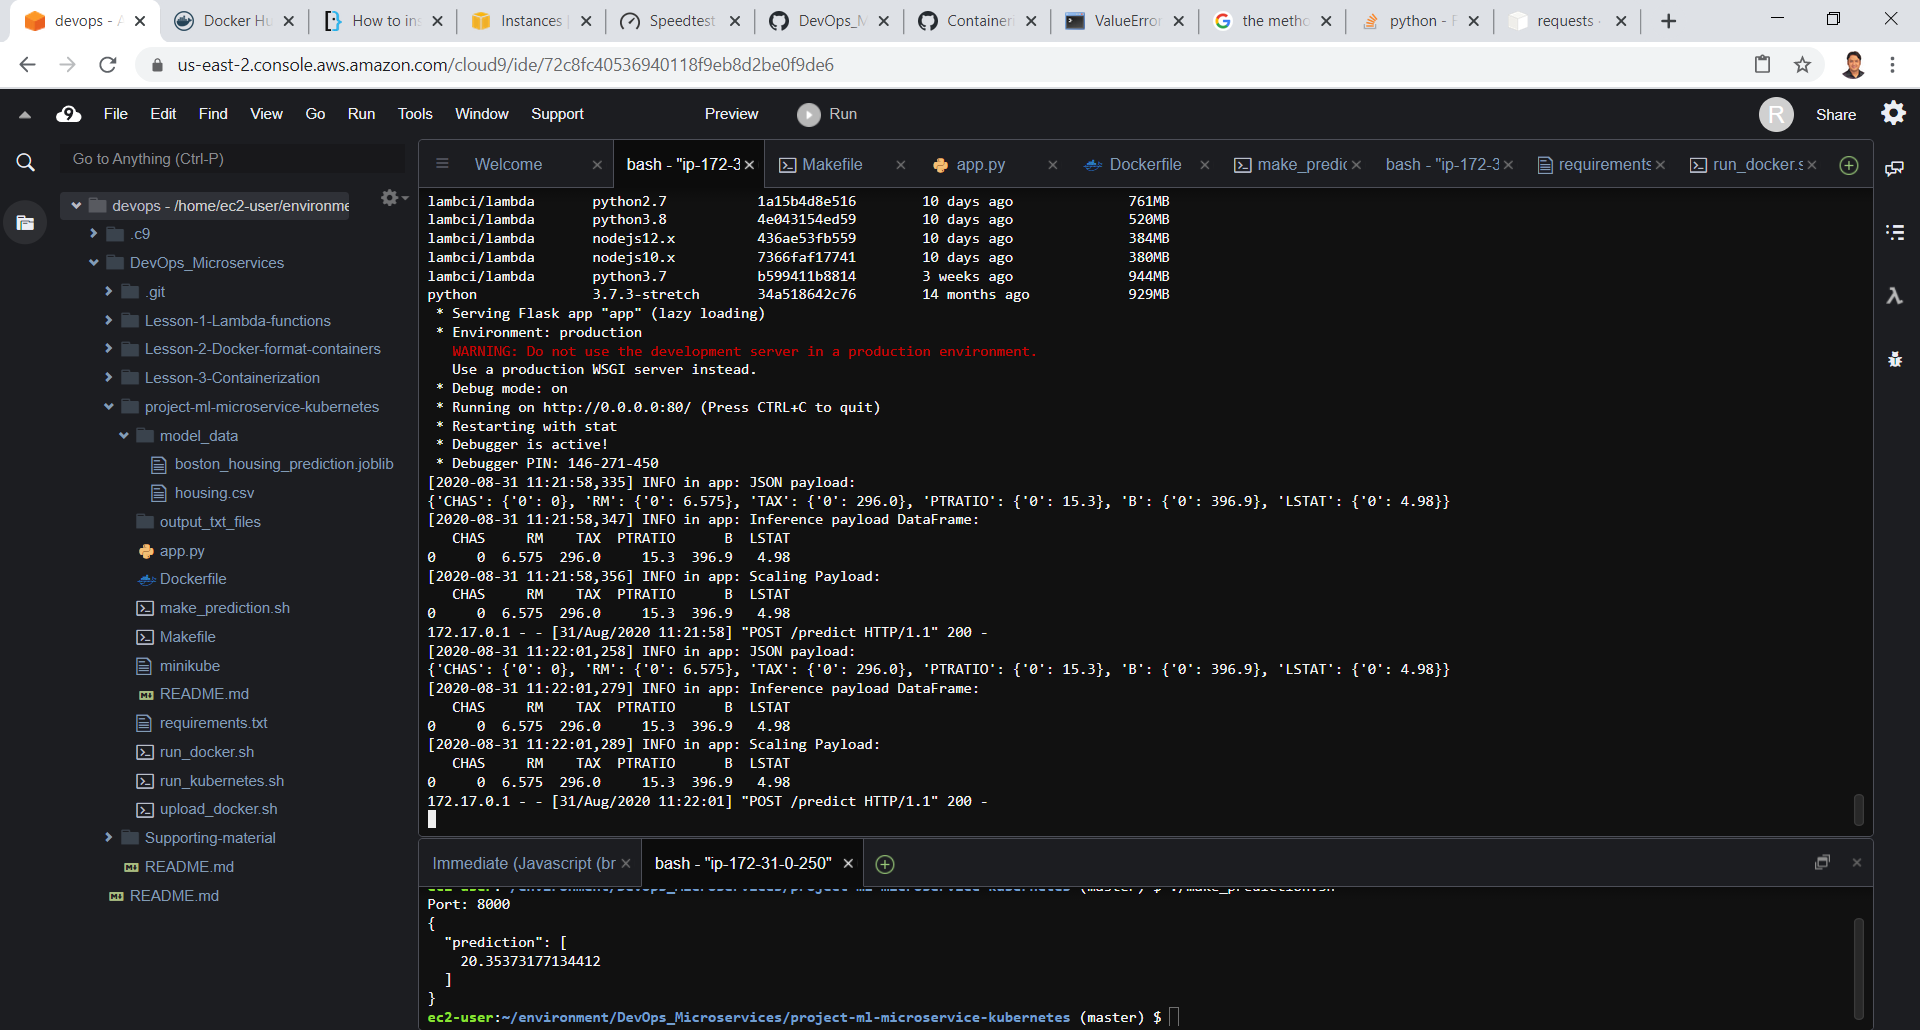 devops - A
Docker Hu
How to ins
Instances
Speedtest
DevOps_M
Containeri
ValueError
the metho
python - F
requests ·
us-east-2.console.aws.amazon.com/cloud9/ide/72c8fc40536940118f9eb8d2be0f9de6
9 File Edit Find View Go Run Tools Window Support Preview Run R Share
Go to Anything (Ctrl-P)
Welcome
bash - "ip-172-3
Makefile
app.py
Dockerfile
make_predic
bash - "ip-172-3
requirements
run_docker.s
devops - /home/ec2-user/environme
.c9
DevOps_Microservices
.git
Lesson-1-Lambda-functions
Lesson-2-Docker-format-containers
Lesson-3-Containerization
project-ml-microservice-kubernetes
model_data
boston_housing_prediction.joblib
housing.csv
output_txt_files
app.py
Dockerfile
make_prediction.sh
Makefile
minikube
README.md
requirements.txt
run_docker.sh
run_kubernetes.sh
upload_docker.sh
Supporting-material
README.md
README.md
lambci/lambda python2.7 1a15b4d8e516 10 days ago 761MB
lambci/lambda python3.8 4e043154ed59 10 days ago 520MB
lambci/lambda nodejs12.x 436ae53fb559 10 days ago 384MB
lambci/lambda nodejs10.x 7366faf17741 10 days ago 380MB
lambci/lambda python3.7 b599411b8814 3 weeks ago 944MB
python 3.7.3-stretch 34a518642c76 14 months ago 929MB
* Serving Flask app "app" (lazy loading)
* Environment: production
WARNING: Do not use the development server in a production environment.
Use a production WSGI server instead.
* Debug mode: on
* Running on http://0.0.0.0:80/ (Press CTRL+C to quit)
* Restarting with stat
* Debugger is active!
* Debugger PIN: 146-271-450
[2020-08-31 11:21:58,335] INFO in app: JSON payload:
{'CHAS': {'0': 0}, 'RM': {'0': 6.575}, 'TAX': {'0': 296.0}, 'PTRATIO': {'0': 15.3}, 'B': {'0': 396.9}, 'LSTAT': {'0': 4.98}}
[2020-08-31 11:21:58,347] INFO in app: Inference payload DataFrame:
CHAS RM TAX PTRATIO B LSTAT
0 0 6.575 296.0 15.3 396.9 4.98
[2020-08-31 11:21:58,356] INFO in app: Scaling Payload:
CHAS RM TAX PTRATIO B LSTAT
0 0 6.575 296.0 15.3 396.9 4.98
172.17.0.1 - - [31/Aug/2020 11:21:58] "POST /predict HTTP/1.1" 200 -
[2020-08-31 11:22:01,258] INFO in app: JSON payload:
{'CHAS': {'0': 0}, 'RM': {'0': 6.575}, 'TAX': {'0': 296.0}, 'PTRATIO': {'0': 15.3}, 'B': {'0': 396.9}, 'LSTAT': {'0': 4.98}}
[2020-08-31 11:22:01,279] INFO in app: Inference payload DataFrame:
CHAS RM TAX PTRATIO B LSTAT
0 0 6.575 296.0 15.3 396.9 4.98
[2020-08-31 11:22:01,289] INFO in app: Scaling Payload:
CHAS RM TAX PTRATIO B LSTAT
0 0 6.575 296.0 15.3 396.9 4.98
172.17.0.1 - - [31/Aug/2020 11:22:01] "POST /predict HTTP/1.1" 200 -
Immediate (Javascript (br
bash - "ip-172-31-0-250"
ec2-user:~/environment/DevOps_Microservices/project-ml-microservice-kubernetes (master) $ ./make_prediction.sh
Port: 8000
{
"prediction": [
20.35373177134412
]
}
ec2-user:~/environment/DevOps_Microservices/project-ml-microservice-kubernetes (master) $